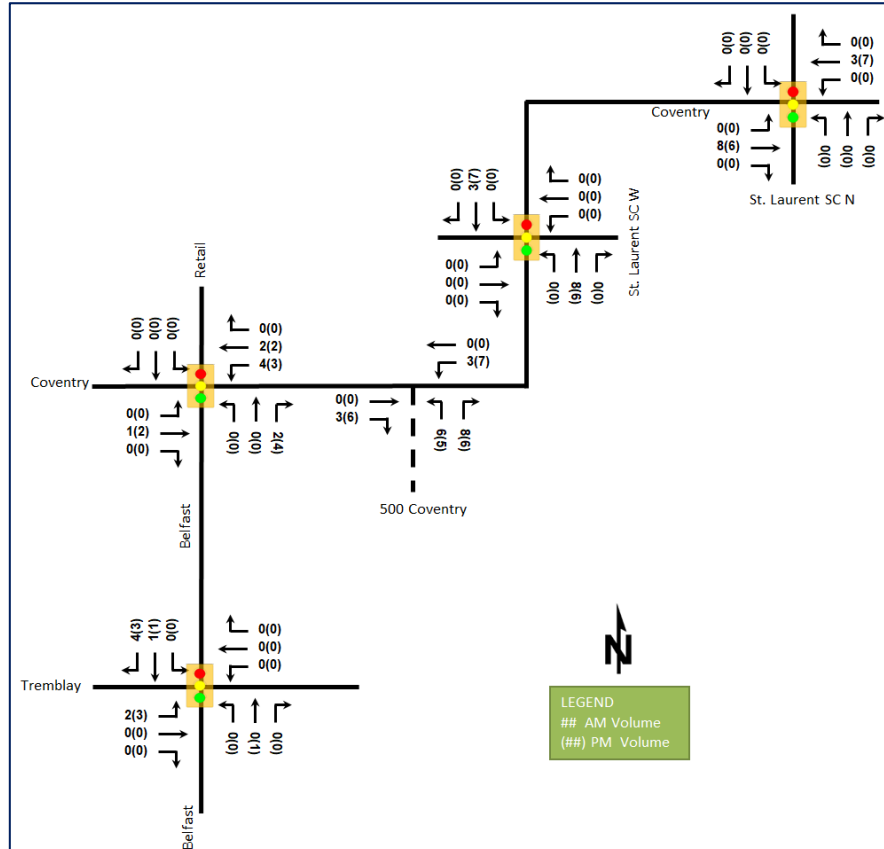 0(0) 0(0) 0(0)
0(0)
3(7)
0(0)
Coventry
0(0)
8(6)
0(0)
0(0) 0(0) 0(0)
St. Laurent SC N
0(0) 3(7) 0(0)
0(0)
0(0)
0(0)
St. Laurent SC W
0(0)
0(0)
0(0)
0(0) 8(6) 0(0)
Retail
0(0) 0(0) 0(0)
0(0)
2(2)
4(3)
0(0)
3(7)
Coventry
0(0)
1(2)
0(0)
0(0) 0(0) 2(4)
0(0)
3(6)
6(5) 8(6)
500 Coventry
Belfast
4(3) 1(1) 0(0)
0(0)
0(0)
0(0)
Tremblay
2(3)
0(0)
0(0)
0(0) 0(1) 0(0)
Belfast
N
LEGEND
## AM Volume
(##) PM Volume